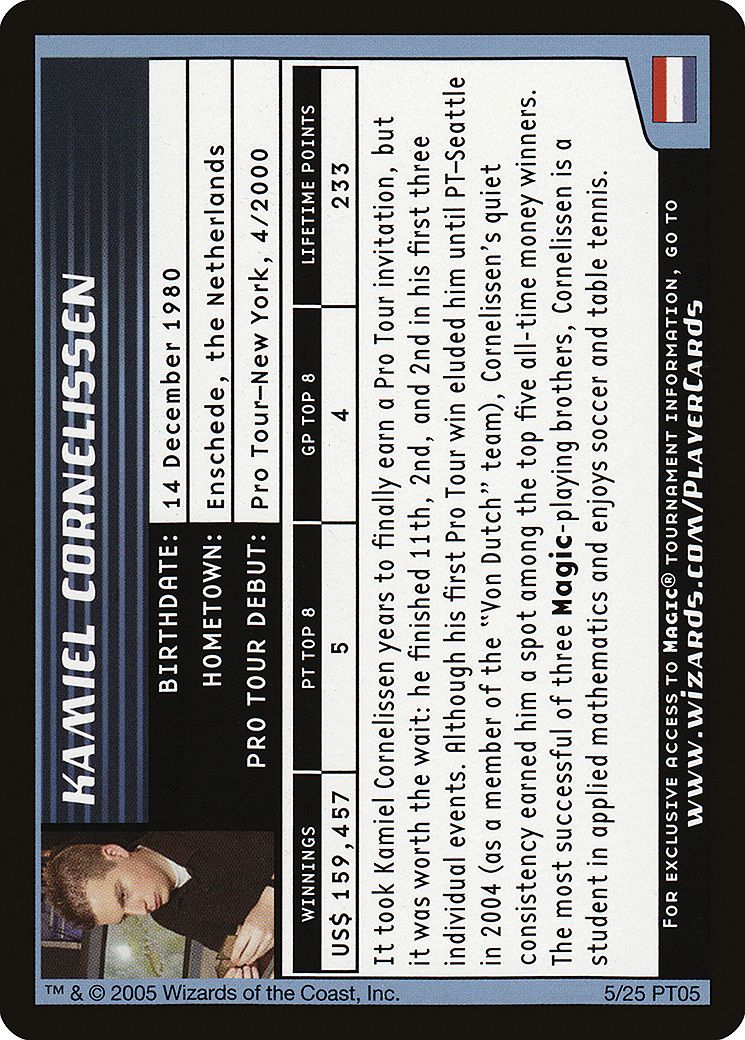 KAMIEL CORNELISSEN
BIRTHDATE: 14 December 1980
HOMETOWN: Enschede, the Netherlands
PRO TOUR DEBUT: Pro Tour–New York, 4/2000
WINNINGS PT TOP 8 GP TOP 8 LIFETIME POINTS
US$ 159,457 5 4 233
It took Kamiel Cornelissen years to finally earn a Pro Tour invitation, but
it was worth the wait: he finished 11th, 2nd, and 2nd in his first three
individual events. Although his first Pro Tour win eluded him until PT–Seattle
in 2004 (as a member of the "Von Dutch" team), Cornelissen's quiet
consistency earned him a spot among the top five all-time money winners.
The most successful of three Magic-playing brothers, Cornelissen is a
student in applied mathematics and enjoys soccer and table tennis.
FOR EXCLUSIVE ACCESS TO MAGIC® TOURNAMENT INFORMATION, GO TO
www.wizards.com/PlayerCards
™ & © 2005 Wizards of the Coast, Inc.
5/25 PT05